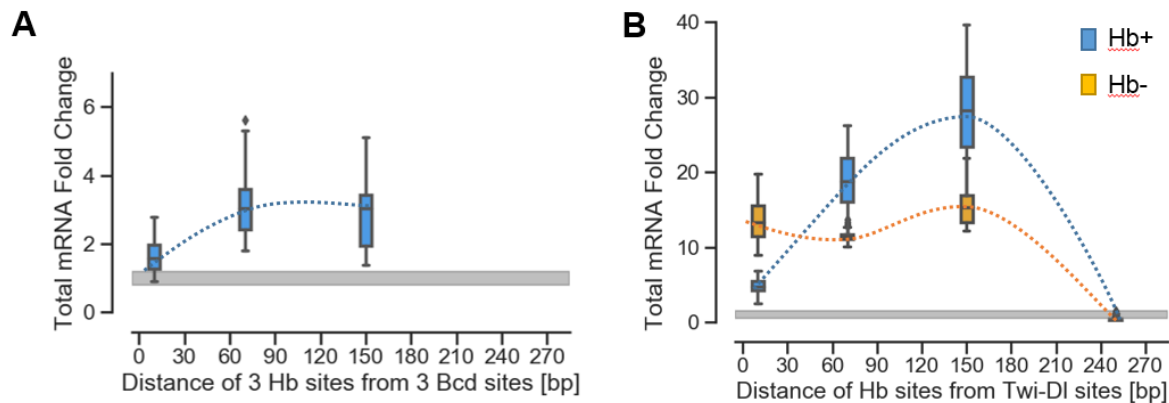 A
Total mRNA Fold Change
6
4
2
0
0 30 60 90 120 150 180 210 240 270
Distance of 3 Hb sites from 3 Bcd sites [bp]
B
Total mRNA Fold Change
40
30
20
10
0
0 30 60 90 120 150 180 210 240 270
Distance of Hb sites from Twi-Dl sites [bp]
Hb+
Hb-